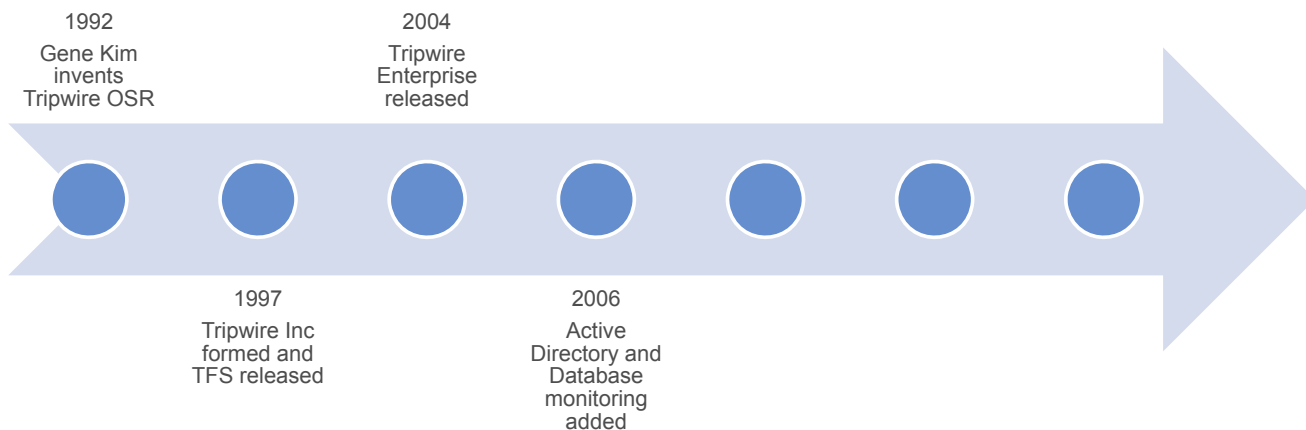 1992
Gene Kim
invents
Tripwire OSR
1997
Tripwire Inc
formed and
TFS released
2004
Tripwire
Enterprise
released
2006
Active
Directory and
Database
monitoring
added